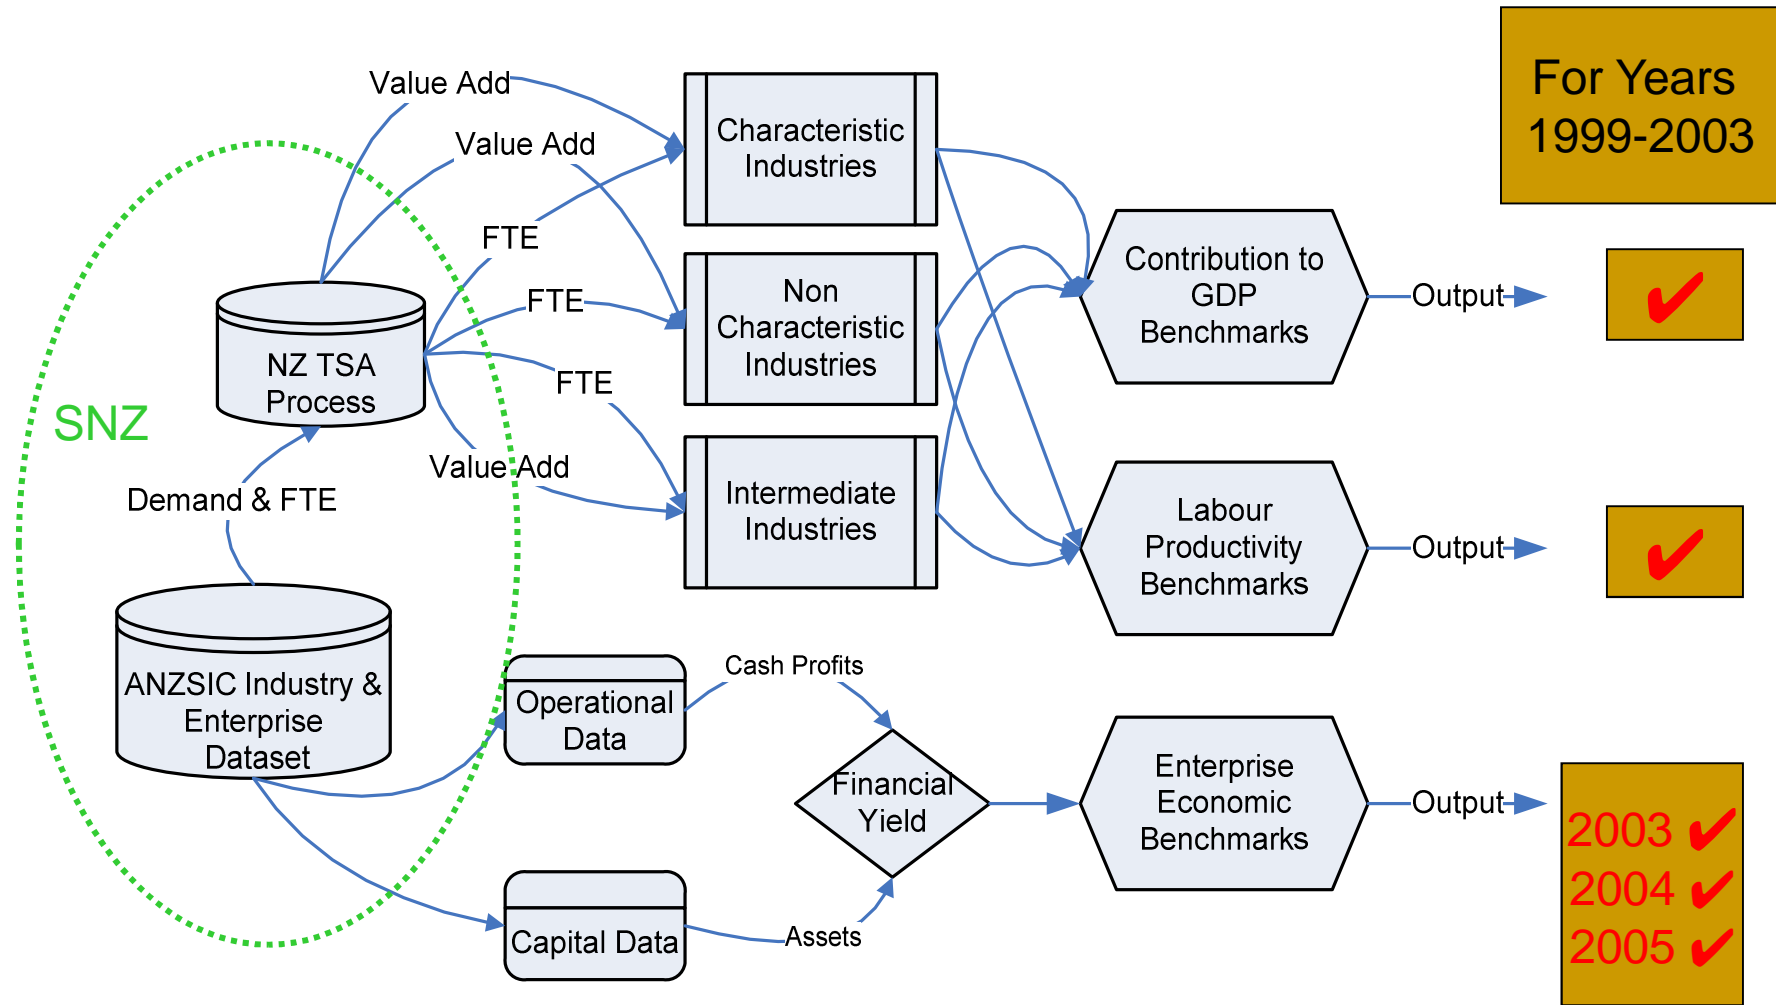 For Years
1999-2003
Value Add
Value Add
Characteristic
Industries
FTE
Contribution to
GDP
Benchmarks
Output
✔
Non
Characteristic
Industries
FTE
NZ TSA
Process
FTE
SNZ
Value Add
Intermediate
Industries
Demand & FTE
Labour
Productivity
Benchmarks
Output
✔
ANZSIC Industry &
Enterprise
Dataset
Operational
Data
Cash Profits
Financial
Yield
Enterprise
Economic
Benchmarks
Output
2003 ✔
2004 ✔
2005 ✔
Capital Data
Assets